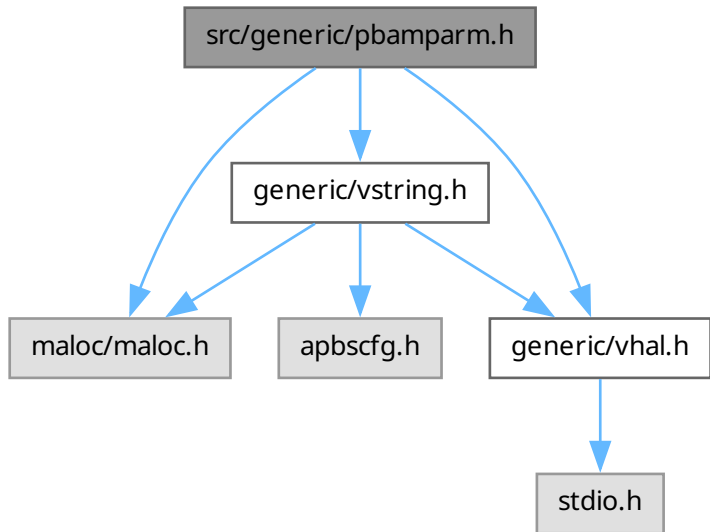 src/generic/pbamparm.h
generic/vstring.h
maloc/maloc.h
apbscfg.h
generic/vhal.h
stdio.h